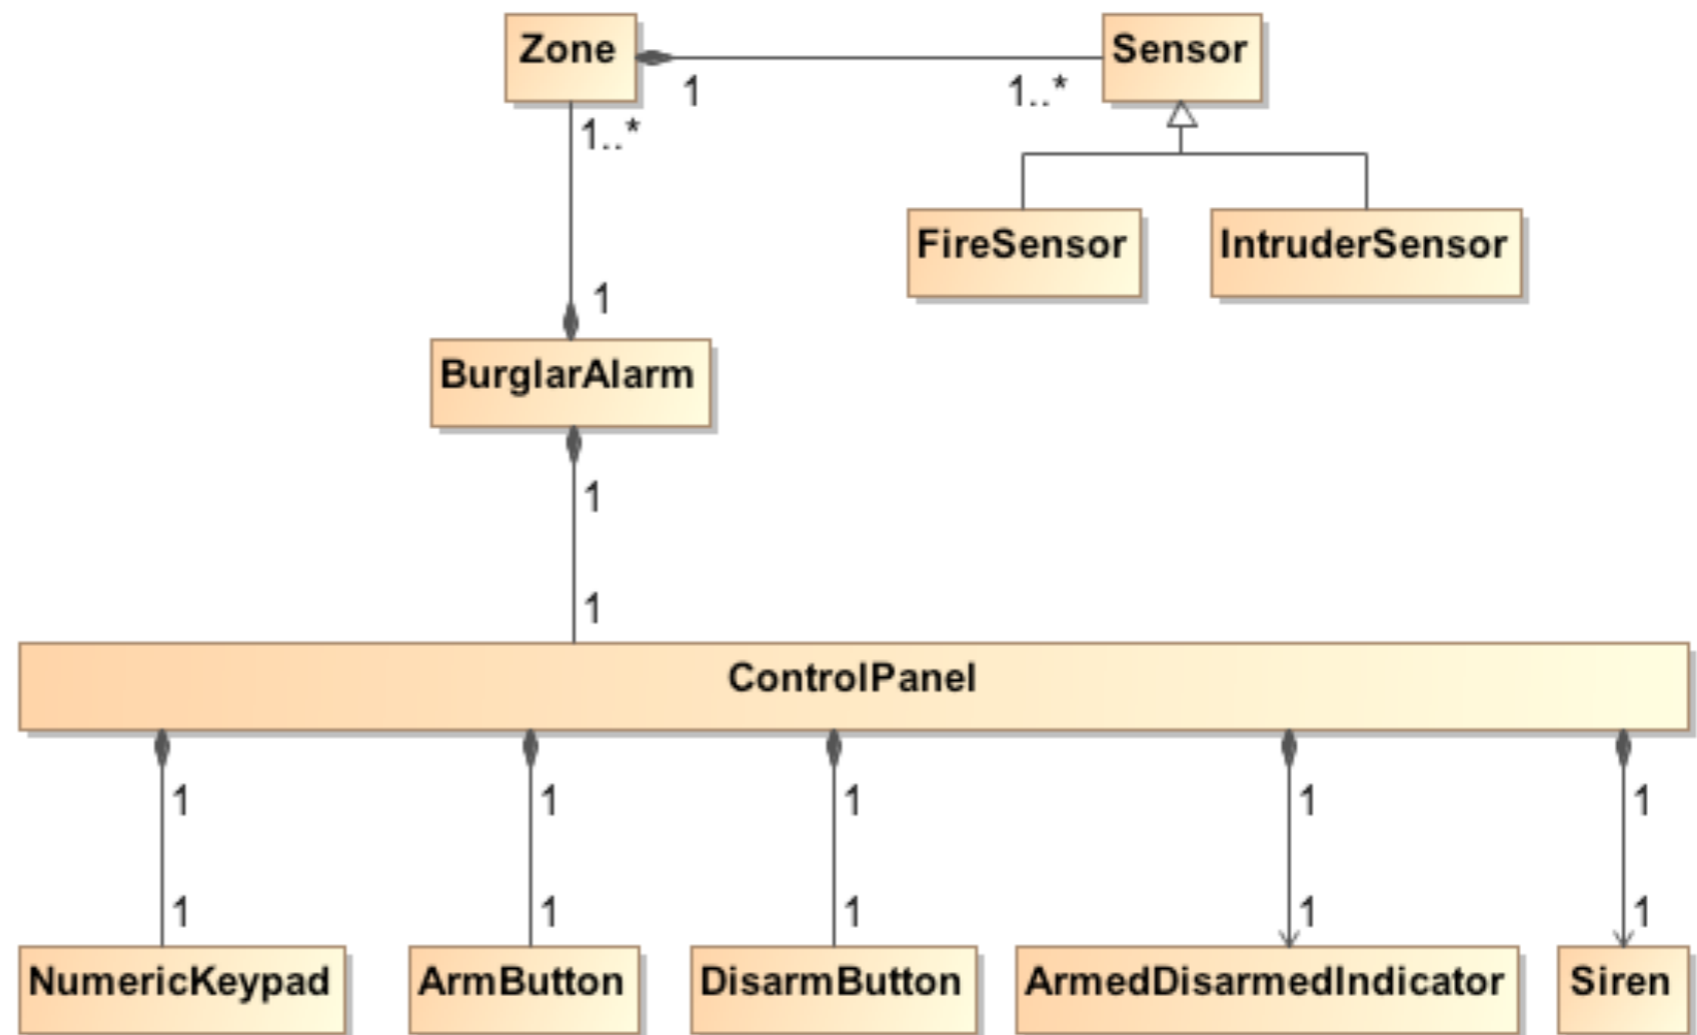 Zone
Sensor
1
1..*
1..*
FireSensor
IntruderSensor
1
BurglarAlarm
1
1
ControlPanel
1
1
1
1
1
1
1
1
1
1
NumericKeypad
ArmButton
DisarmButton
ArmedDisarmedIndicator
Siren